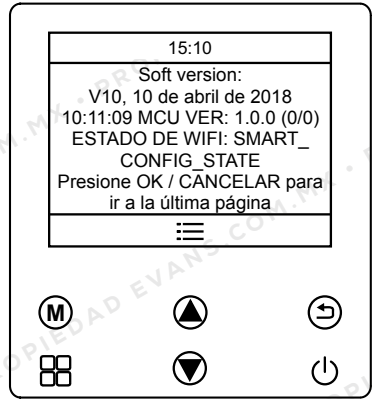 15:10
Soft version:
V10, 10 de abril de 2018
10:11:09 MCU VER: 1.0.0 (0/0)
ESTADO DE WIFI: SMART_
CONFIG_STATE
Presione OK / CANCELAR para
ir a la última página
M